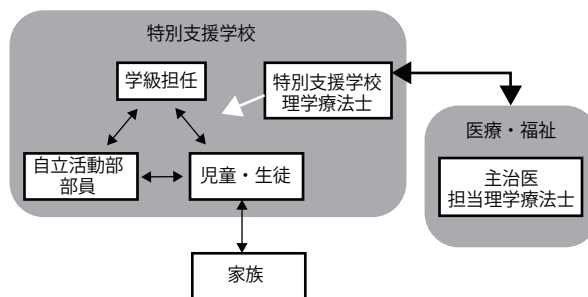 特別支援学校
学級担任
特別支援学校
理学療法士
自立活動部
部員
児童・生徒
家族
医療・福祉
主治医
担当理学療法士